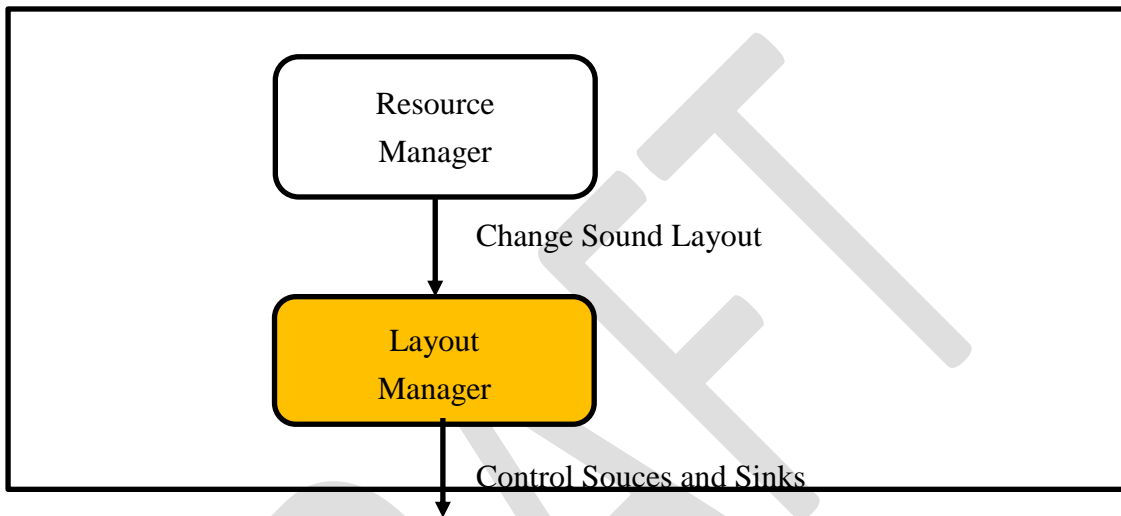 Resource
Manager
Change Sound Layout
Layout
Manager
Control Souces and Sinks